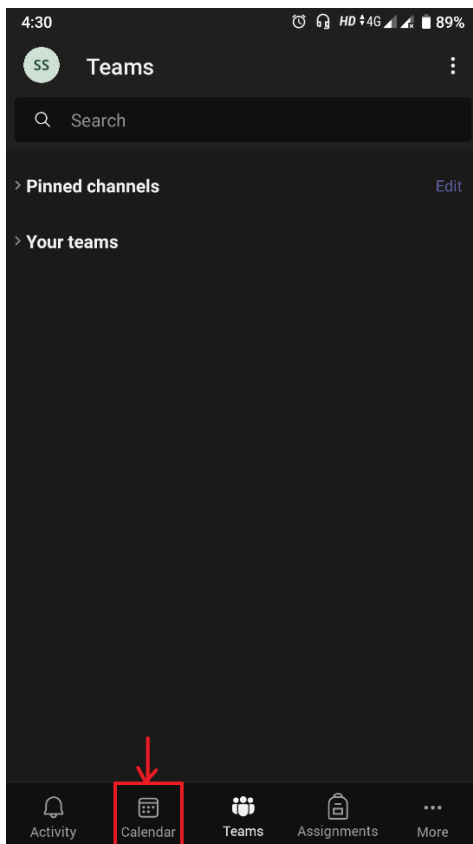 4:30 HD 4G 89%
SS Teams
Search
Pinned channels Edit
Your teams
Activity Calendar Teams Assignments More